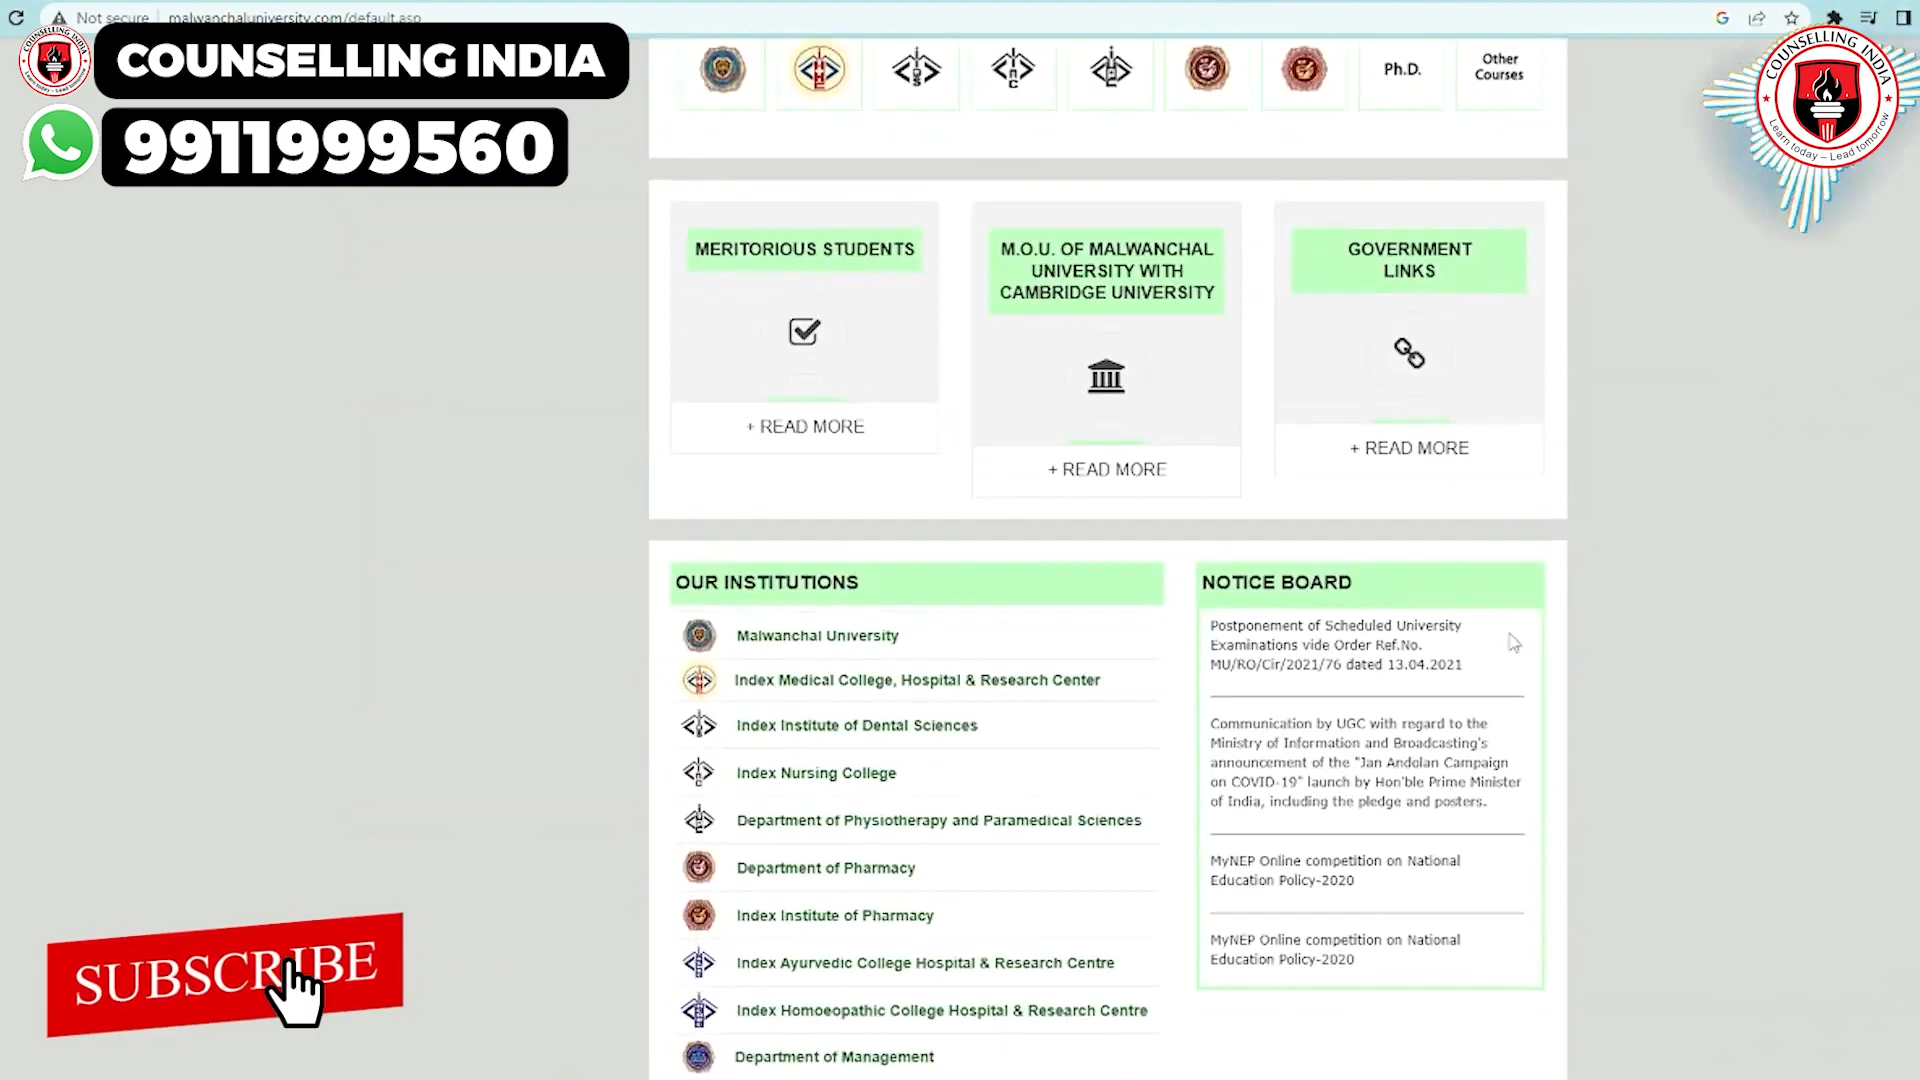 Not secure malwanchaluniversity.com/default.asp
COUNSELLING INDIA
9911999560
COUNSELLING INDIA
Learn today – Lead tomorrow
Ph.D.
Other
Courses
MERITORIOUS STUDENTS
+ READ MORE
M.O.U. OF MALWANCHAL
UNIVERSITY WITH
CAMBRIDGE UNIVERSITY
+ READ MORE
GOVERNMENT
LINKS
+ READ MORE
OUR INSTITUTIONS
Malwanchal University
Index Medical College, Hospital & Research Center
Index Institute of Dental Sciences
Index Nursing College
Department of Physiotherapy and Paramedical Sciences
Department of Pharmacy
Index Institute of Pharmacy
Index Ayurvedic College Hospital & Research Centre
Index Homoeopathic College Hospital & Research Centre
Department of Management
NOTICE BOARD
Postponement of Scheduled University
Examinations vide Order Ref.No.
MU/RO/Cir/2021/76 dated 13.04.2021
Communication by UGC with regard to the
Ministry of Information and Broadcasting's
announcement of the "Jan Andolan Campaign
on COVID-19" launch by Hon'ble Prime Minister
of India, including the pledge and posters.
MyNEP Online competition on National
Education Policy-2020
MyNEP Online competition on National
Education Policy-2020
SUBSCRIBE